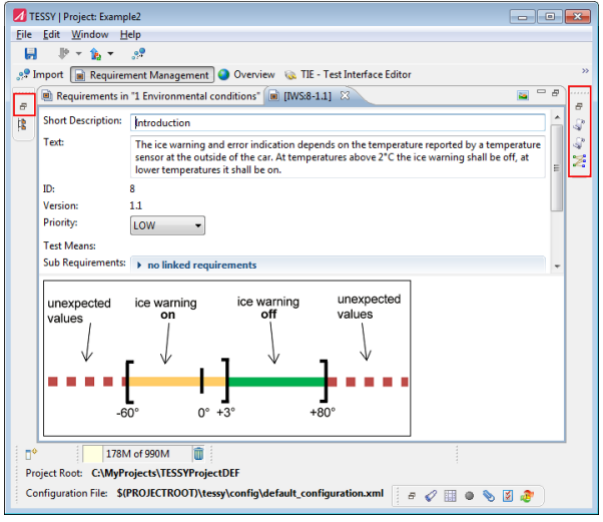 TESSY | Project: Example2
File Edit Window Help
Import Requirement Management Overview TIE - Test Interface Editor »
Requirements in "1 Environmental conditions" [IWS:8-1.1]
Short Description: Introduction
Text: The ice warning and error indication depends on the temperature reported by a temperature
sensor at the outside of the car. At temperatures above 2°C the ice warning shall be off, at
lower temperatures it shall be on.
ID: 8
Version: 1.1
Priority: LOW
Test Means:
Sub Requirements: no linked requirements
unexpected values
ice warning on
ice warning off
unexpected values
-60° 0° +3° +80°
178M of 990M
Project Root: C:\MyProjects\TESSYProjectDEF
Configuration File: $(PROJECTROOT)\tessy\config\default_configuration.xml